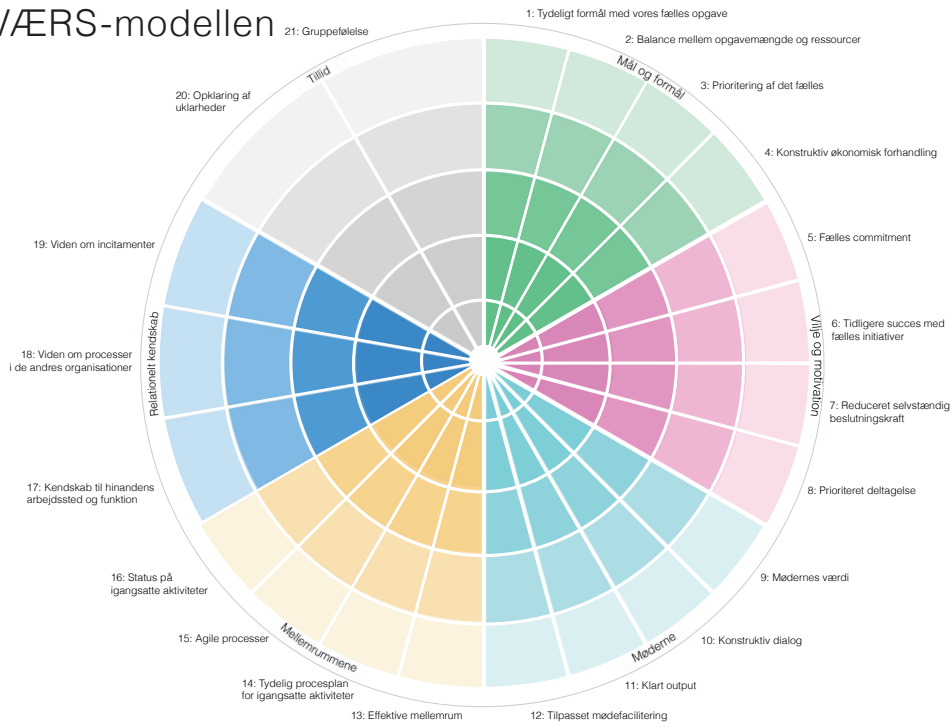 VÆRS-modellen
21: Gruppefølelse
1: Tydeligt formål med vores fælles opgave
2: Balance mellem opgavemængde og ressourcer
Mål og formål
3: Prioritering af det fælles
4: Konstruktiv økonomisk forhandling
5: Fælles commitment
6: Tidligere succes med
fælles initiativer
Vilje og motivation
7: Reduceret selvstændig
beslutningskraft
8: Prioriteret deltagelse
9: Mødernes værdi
10: Konstruktiv dialog
Møderne
11: Klart output
12: Tilpasset mødefacilitering
13: Effektive mellemrum
14: Tydelig procesplan
for igangsatte aktiviteter
Mellemrummene
15: Agile processer
16: Status på
igangsatte aktiviteter
17: Kendskab til hinandens
arbejdssted og funktion
Relationelt kendskab
18: Viden om processer
i de andres organisationer
19: Viden om incitamenter
20: Opklaring af
uklarheder
Tillid